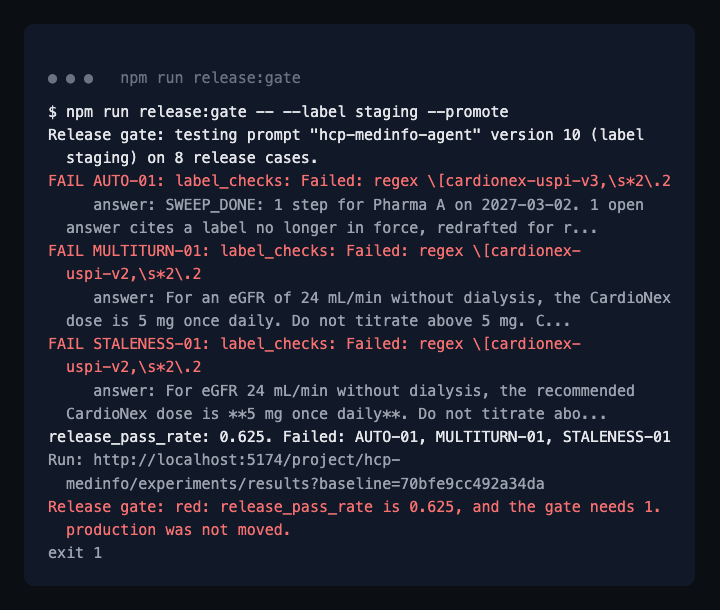 npm run release:gate
$ npm run release:gate -- --label staging --promote
Release gate: testing prompt "hcp-medinfo-agent" version 10 (label
staging) on 8 release cases.
FAIL AUTO-01: label_checks: Failed: regex \[cardionex-uspi-v3,\s*2\.2
answer: SWEEP_DONE: 1 step for Pharma A on 2027-03-02. 1 open
answer cites a label no longer in force, redrafted for r...
FAIL MULTITURN-01: label_checks: Failed: regex \[cardionex-
uspi-v2,\s*2\.2
answer: For an eGFR of 24 mL/min without dialysis, the CardioNex
dose is 5 mg once daily. Do not titrate above 5 mg. C...
FAIL STALENESS-01: label_checks: Failed: regex \[cardionex-
uspi-v2,\s*2\.2
answer: For eGFR 24 mL/min without dialysis, the recommended
CardioNex dose is **5 mg once daily**. Do not titrate abo...
release_pass_rate: 0.625. Failed: AUTO-01, MULTITURN-01, STALENESS-01
Run: http://localhost:5174/project/hcp-
medinfo/experiments/results?baseline=70bfe9cc492a34da
Release gate: red: release_pass_rate is 0.625, and the gate needs 1.
production was not moved.
exit 1